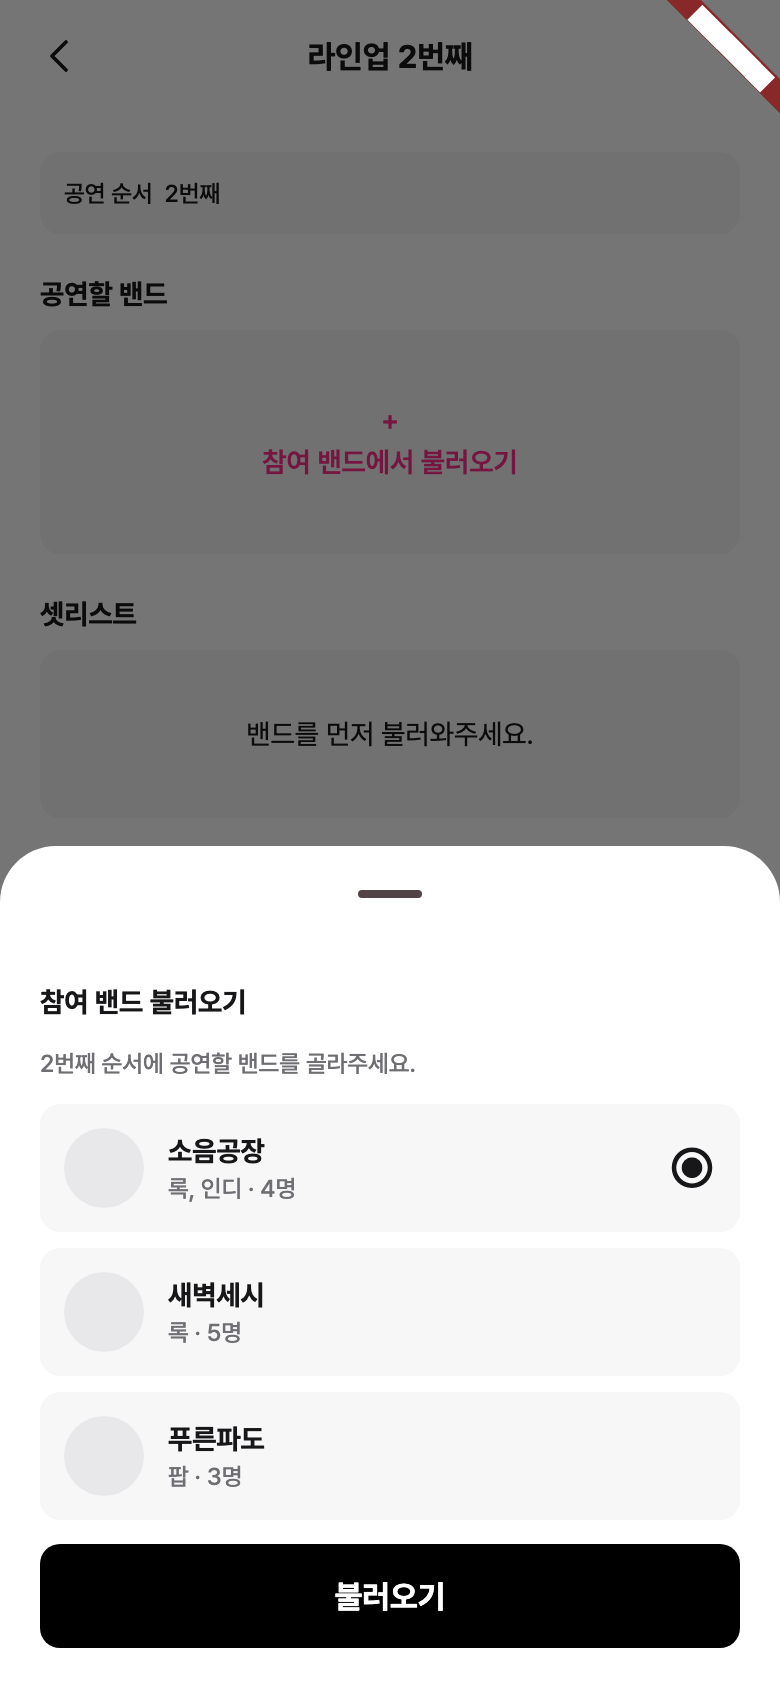 라인업 2번째
공연 순서 2번째
공연할 밴드
+
참여 밴드에서 불러오기
셋리스트
밴드를 먼저 불러와주세요.
참여 밴드 불러오기
2번째 순서에 공연할 밴드를 골라주세요.
소음공장
록, 인디 · 4명
새벽세시
록 · 5명
푸른파도
팝 · 3명
불러오기